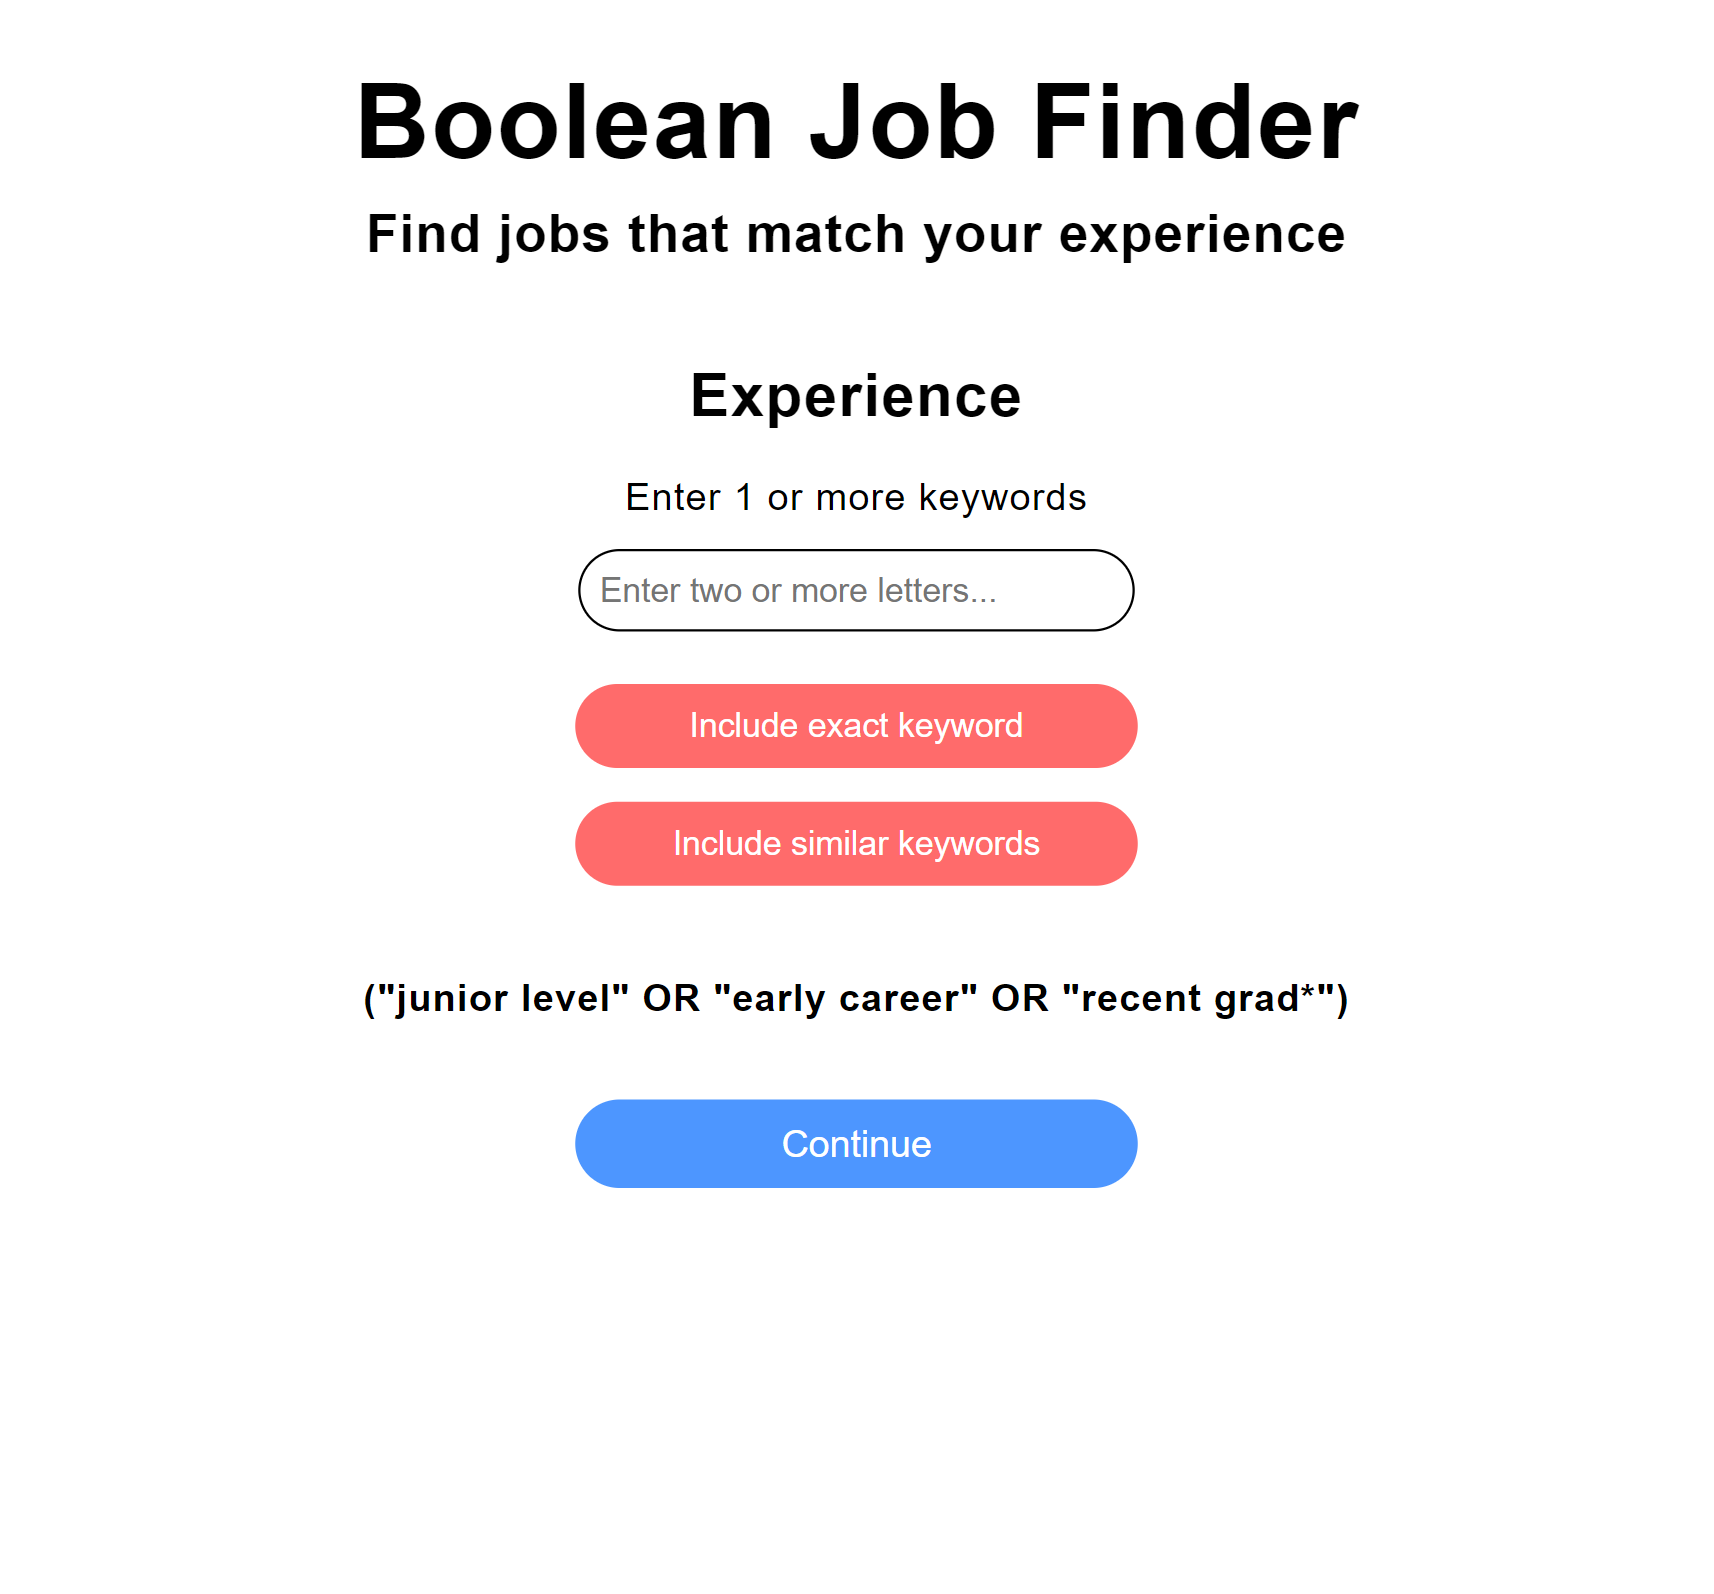 Boolean Job Finder
Find jobs that match your experience
Experience
Enter 1 or more keywords
Enter two or more letters...
Include exact keyword
Include similar keywords
("junior level" OR "early career" OR "recent grad*")
Continue